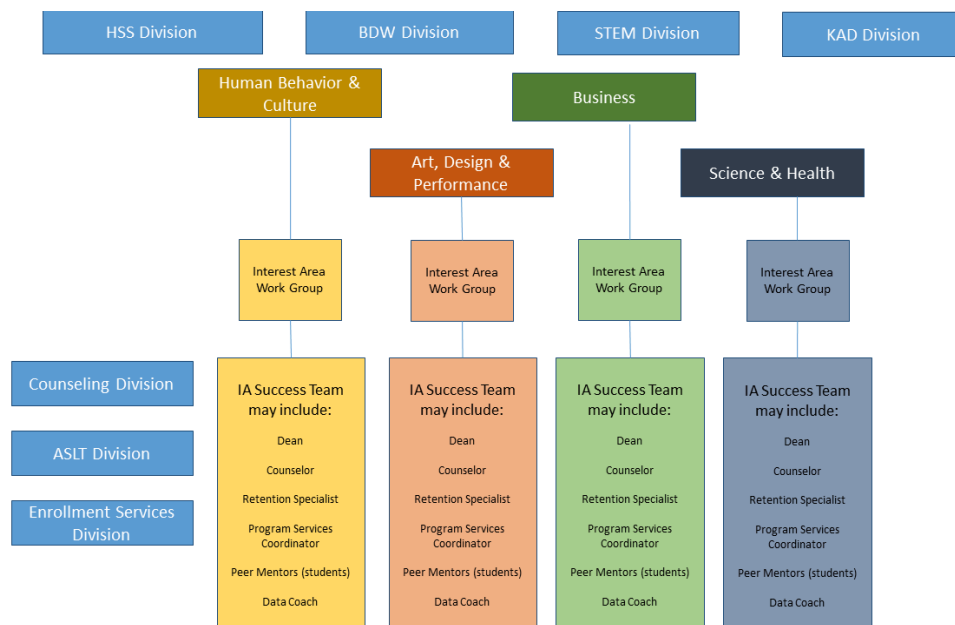 HSS Division
BDW Division
STEM Division
KAD Division
Human Behavior &
Culture
Business
Art, Design &
Performance
Science & Health
Interest Area
Work Group
Interest Area
Work Group
Interest Area
Work Group
Interest Area
Work Group
Counseling Division
ASLT Division
Enrollment Services
Division
IA Success Team
may include:
Dean
Counselor
Retention Specialist
Program Services
Coordinator
Peer Mentors (students)
Data Coach
IA Success Team
may include:
Dean
Counselor
Retention Specialist
Program Services
Coordinator
Peer Mentors (students)
Data Coach
IA Success Team
may include:
Dean
Counselor
Retention Specialist
Program Services
Coordinator
Peer Mentors (students)
Data Coach
IA Success Team
may include:
Dean
Counselor
Retention Specialist
Program Services
Coordinator
Peer Mentors (students)
Data Coach